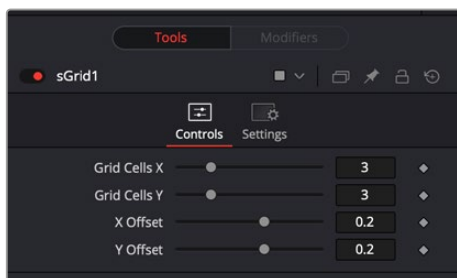 Tools Modifiers
sGrid1
Controls Settings
Grid Cells X 3
Grid Cells Y 3
X Offset 0.2
Y Offset 0.2